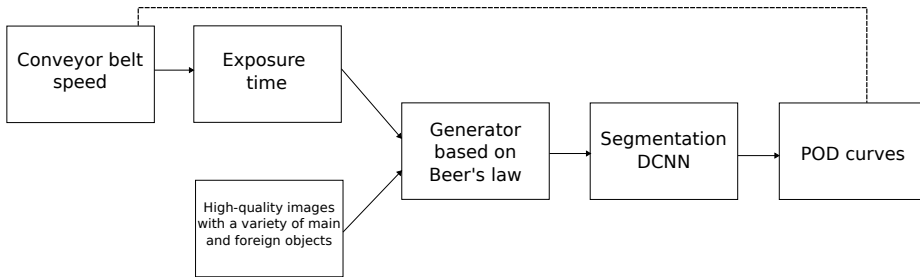 Conveyor belt
speed
Exposure
time
High-quality images
with a variety of main
and foreign objects
Generator
based on
Beer's law
Segmentation
DCNN
POD curves